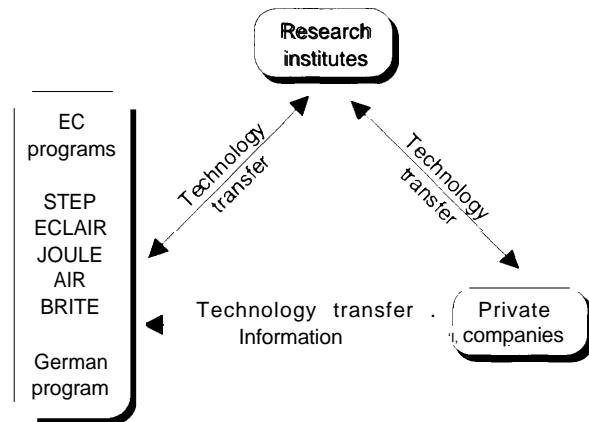 Research
institutes
EC
programs
STEP
ECLAIR
JOULE
AIR
BRITE
German
program
Technology
transfer
Technology
transfer
Technology transfer .
Information
Private
companies